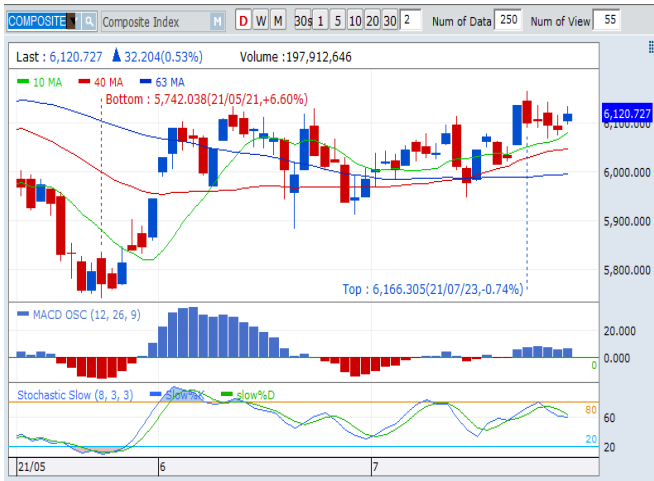 COMPOSITE Composite Index M D W M 30s 1 5 10 20 30 2 Num of Data 250 Num of View 55
Last : 6,120.727 ▲ 32.204(0.53%) Volume :197,912,646
10 MA 40 MA 63 MA
Bottom : 5,742.038(21/05/21,+6.60%)
6,120.727
6,100.000
6,000.000
5,900.000
5,800.000
Top : 6,166.305(21/07/23,-0.74%)
MACD OSC (12, 26, 9)
20.000
0.000
0
Stochastic Slow (8, 3, 3) Slow%K slow%D
80
60
20
20
21/05 6 7